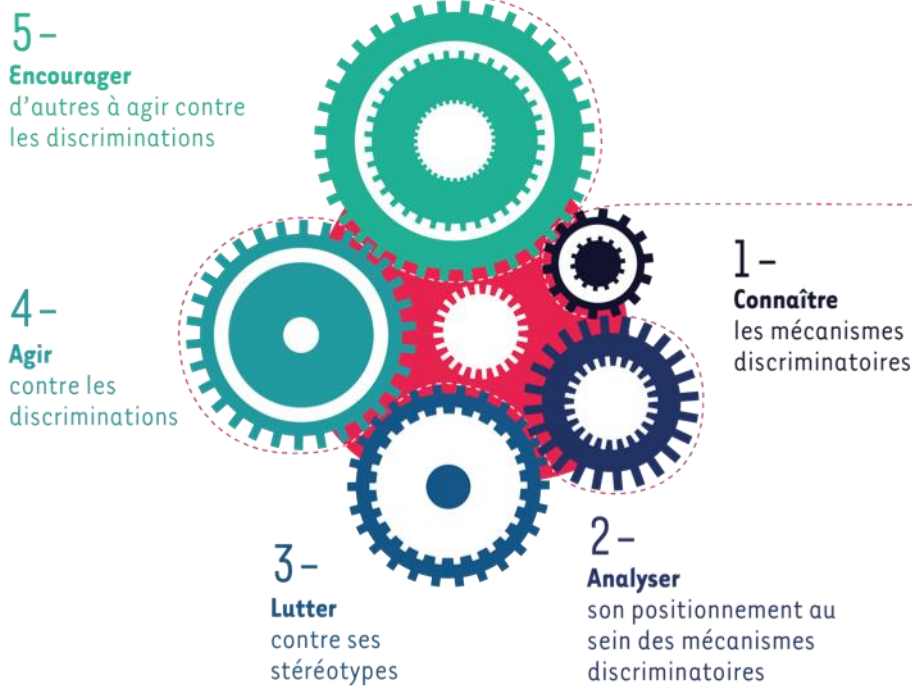 5–
Encourager
d'autres à agir contre
les discriminations
1–
Connaître
les mécanismes
discriminatoires
4–
Agir
contre les
discriminations
2–
Analyser
son positionnement au
sein des mécanismes
discriminatoires
3–
Lutter
contre ses
stéréotypes